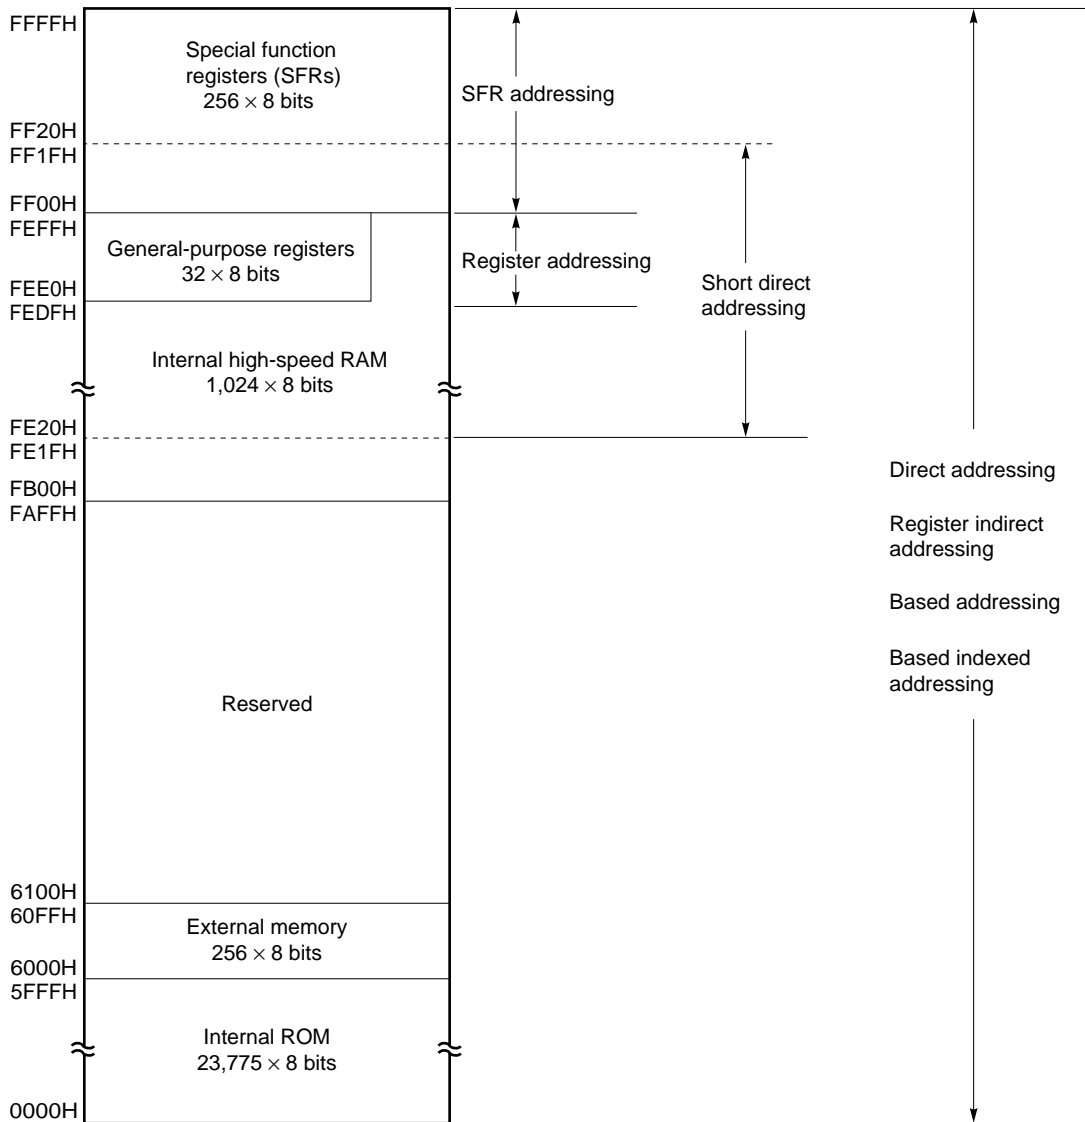 FFFFH
Special function
registers (SFRs)
256 × 8 bits
SFR addressing
FF20H
FF1FH
FF00H
FEFFH
General-purpose registers
32 × 8 bits
Register addressing
Short direct
addressing
FEE0H
FEDFH
Internal high-speed RAM
1,024 × 8 bits
FE20H
FE1FH
FB00H
FAFFH
Direct addressing
Register indirect
addressing
Based addressing
Based indexed
addressing
Reserved
6100H
60FFH
External memory
256 × 8 bits
6000H
5FFFH
Internal ROM
23,775 × 8 bits
0000H